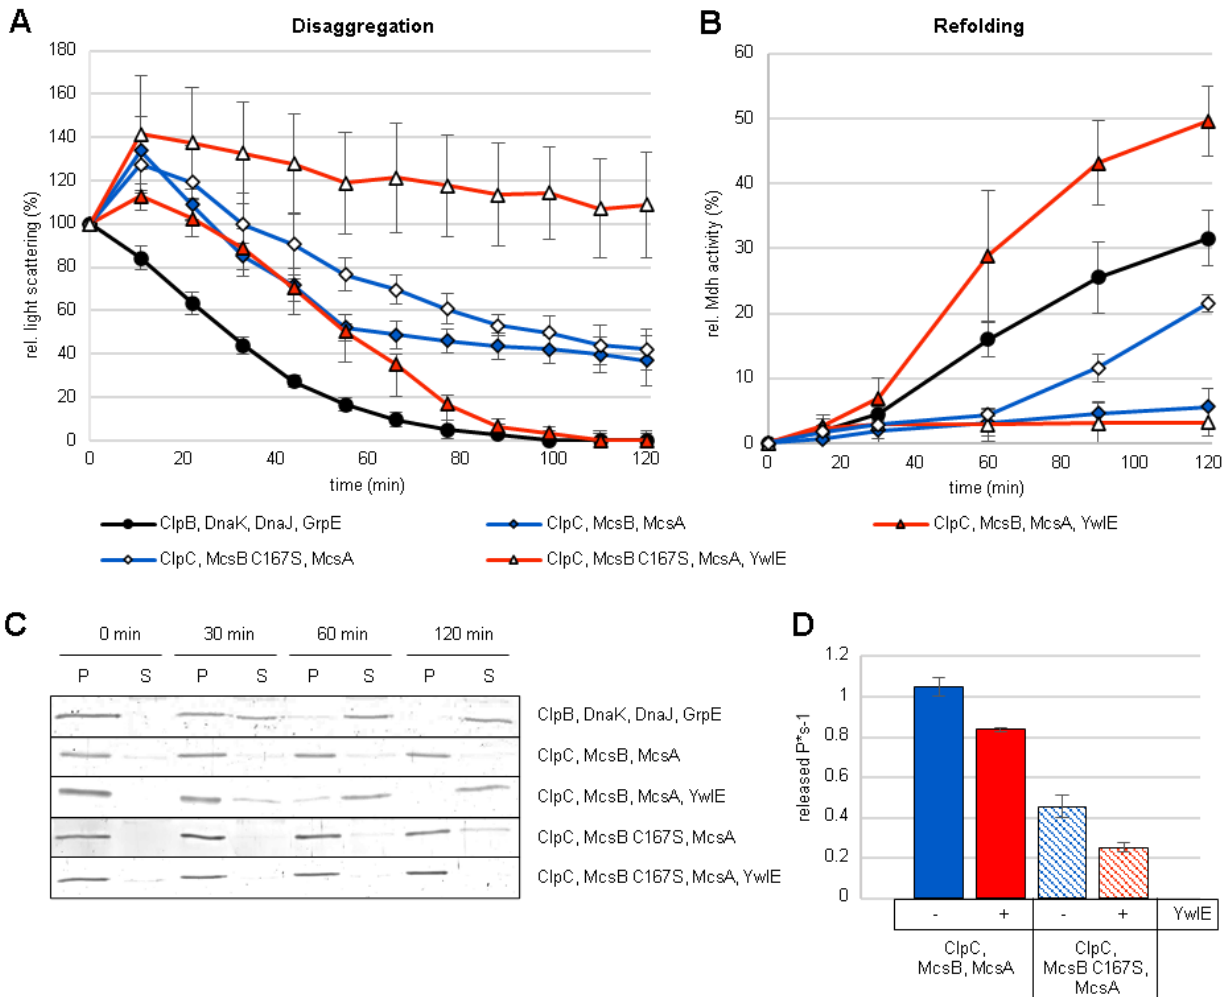 A
Disaggregation
180
160
140
120
100
80
60
40
20
0
rel. light scattering (%)
0 20 40 60 80 100 120
time (min)
B
Refolding
60
50
40
30
20
10
0
rel. Mdh activity (%)
0 20 40 60 80 100 120
time (min)
ClpB, DnaK, DnaJ, GrpE
ClpC, McsB, McsA
ClpC, McsB, McsA, YwlE
ClpC, McsB C167S, McsA
ClpC, McsB C167S, McsA, YwlE
C
0 min 30 min 60 min 120 min
P S P S P S P S
ClpB, DnaK, DnaJ, GrpE
ClpC, McsB, McsA
ClpC, McsB, McsA, YwlE
ClpC, McsB C167S, McsA
ClpC, McsB C167S, McsA, YwlE
D
1.2
1
0.8
0.6
0.4
0.2
0
released P*s-1
- + - + YwlE
ClpC,
McsB, McsA
ClpC,
McsB C167S,
McsA